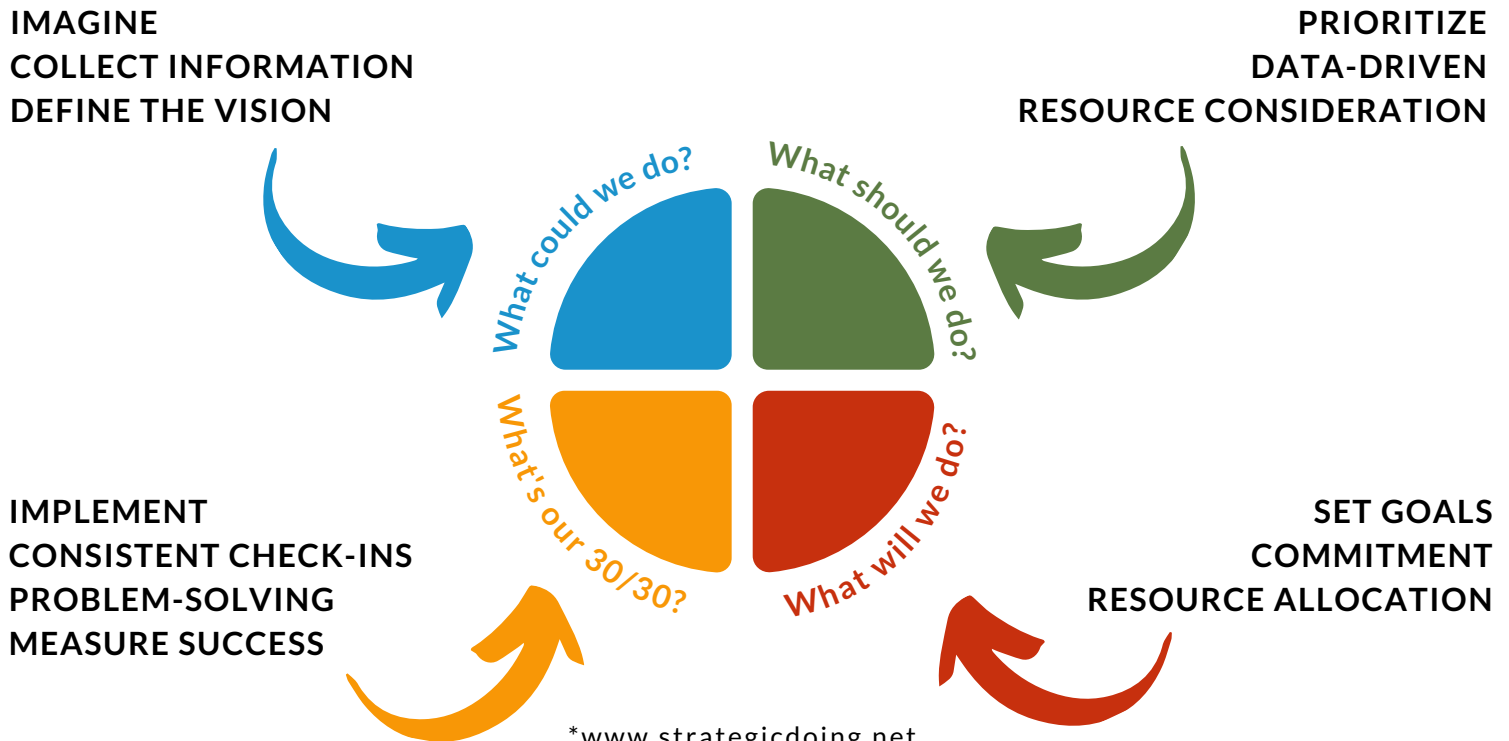 IMAGINE
COLLECT INFORMATION
DEFINE THE VISION
PRIORITIZE
DATA-DRIVEN
RESOURCE CONSIDERATION
What could we do?
What should we do?
What's our 30/30?
What will we do?
IMPLEMENT
CONSISTENT CHECK-INS
PROBLEM-SOLVING
MEASURE SUCCESS
SET GOALS
COMMITMENT
RESOURCE ALLOCATION
*www.strategicdoing.net